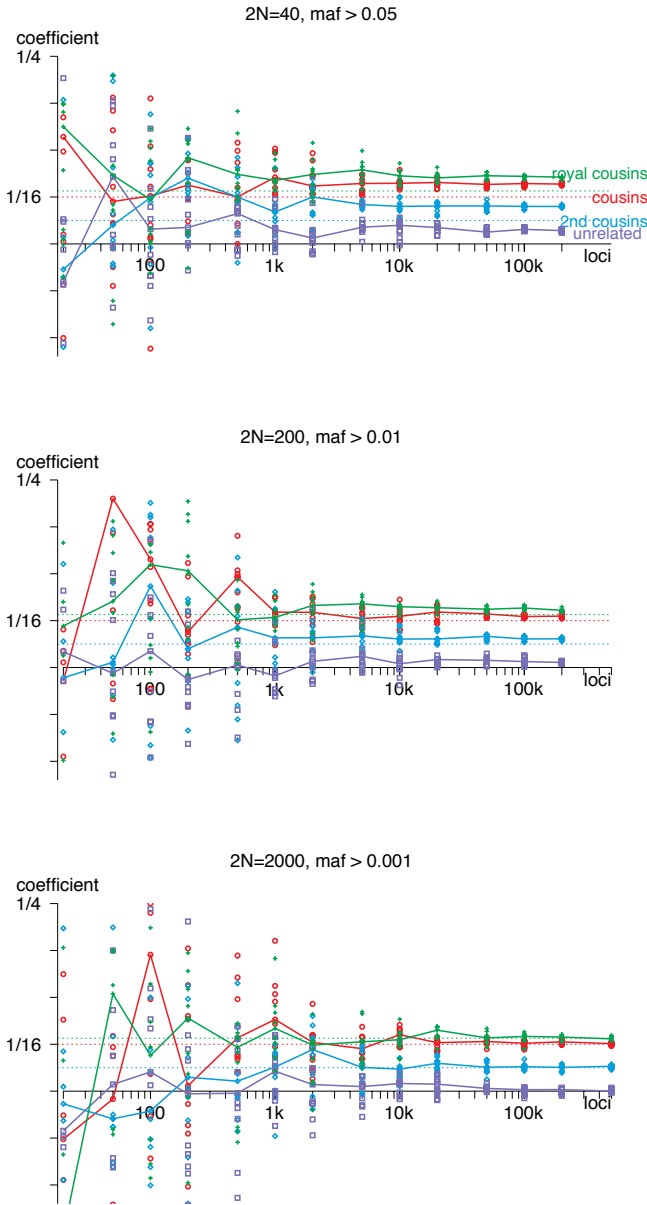 2N=40, maf > 0.05
coefficient
1/4
royal cousins
1/16
cousins
2nd cousins
unrelated
100 1k 10k 100k loci
2N=200, maf > 0.01
coefficient
1/4
1/16
100 1k 10k 100k loci
2N=2000, maf > 0.001
coefficient
1/4
1/16
100 1k 10k 100k loci